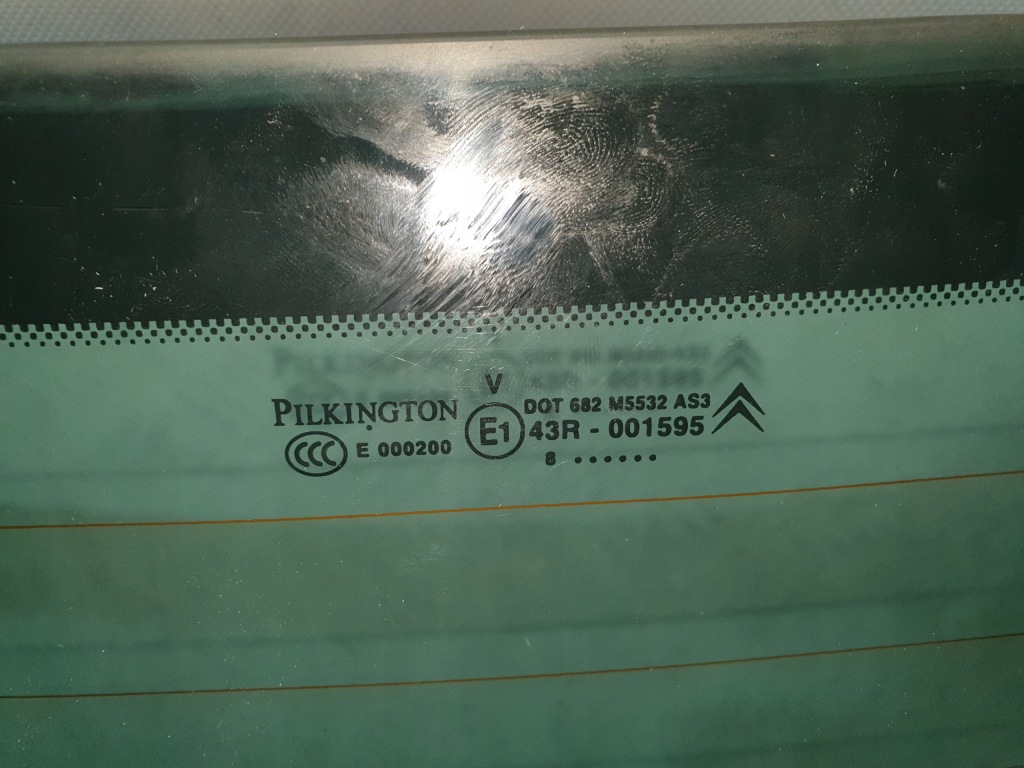 V
PILKINGTON
DOT 682 M5532 AS3
CCC E 000200
E1 43R - 001595
8 ••••••